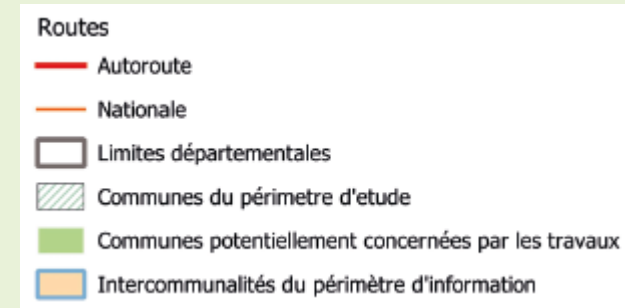 Routes
Autoroute
Nationale
Limites départementales
Communes du périmetre d'etude
Communes potentiellement concernées par les travaux
Intercommunalités du périmètre d'information